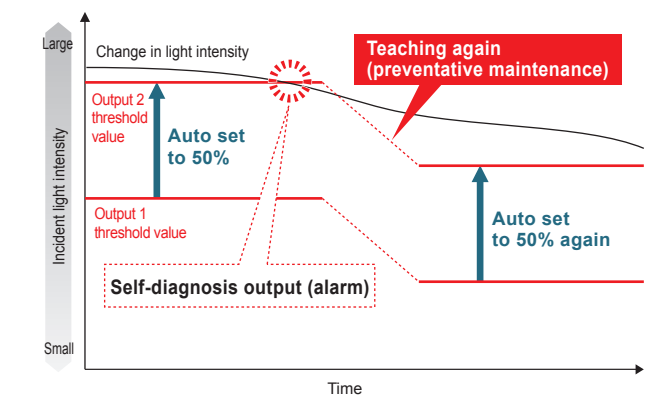 Large
Change in light intensity
Teaching again
(preventative maintenance)
Output 2
threshold
value
Auto set
to 50%
Incident light intensity
Output 1
threshold value
Auto set
to 50% again
Self-diagnosis output (alarm)
Small
Time